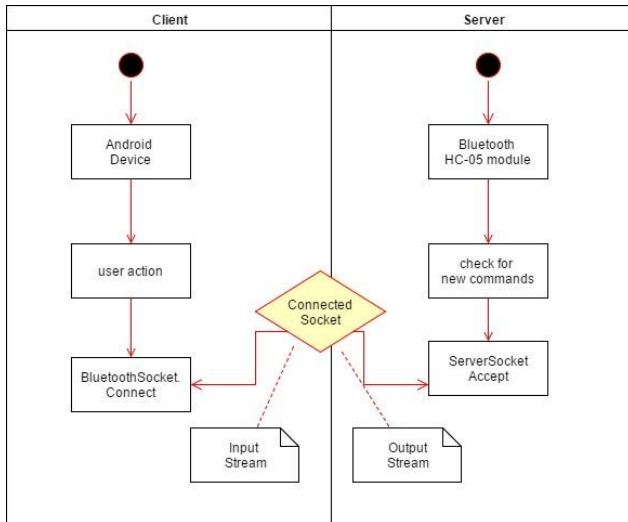 Client
Server
Android
Device
Bluetooth
HC-05 module
user action
check for
new commands
Connected
Socket
BluetoothSocket.
Connect
ServerSocket
Accept
Input
Stream
Output
Stream